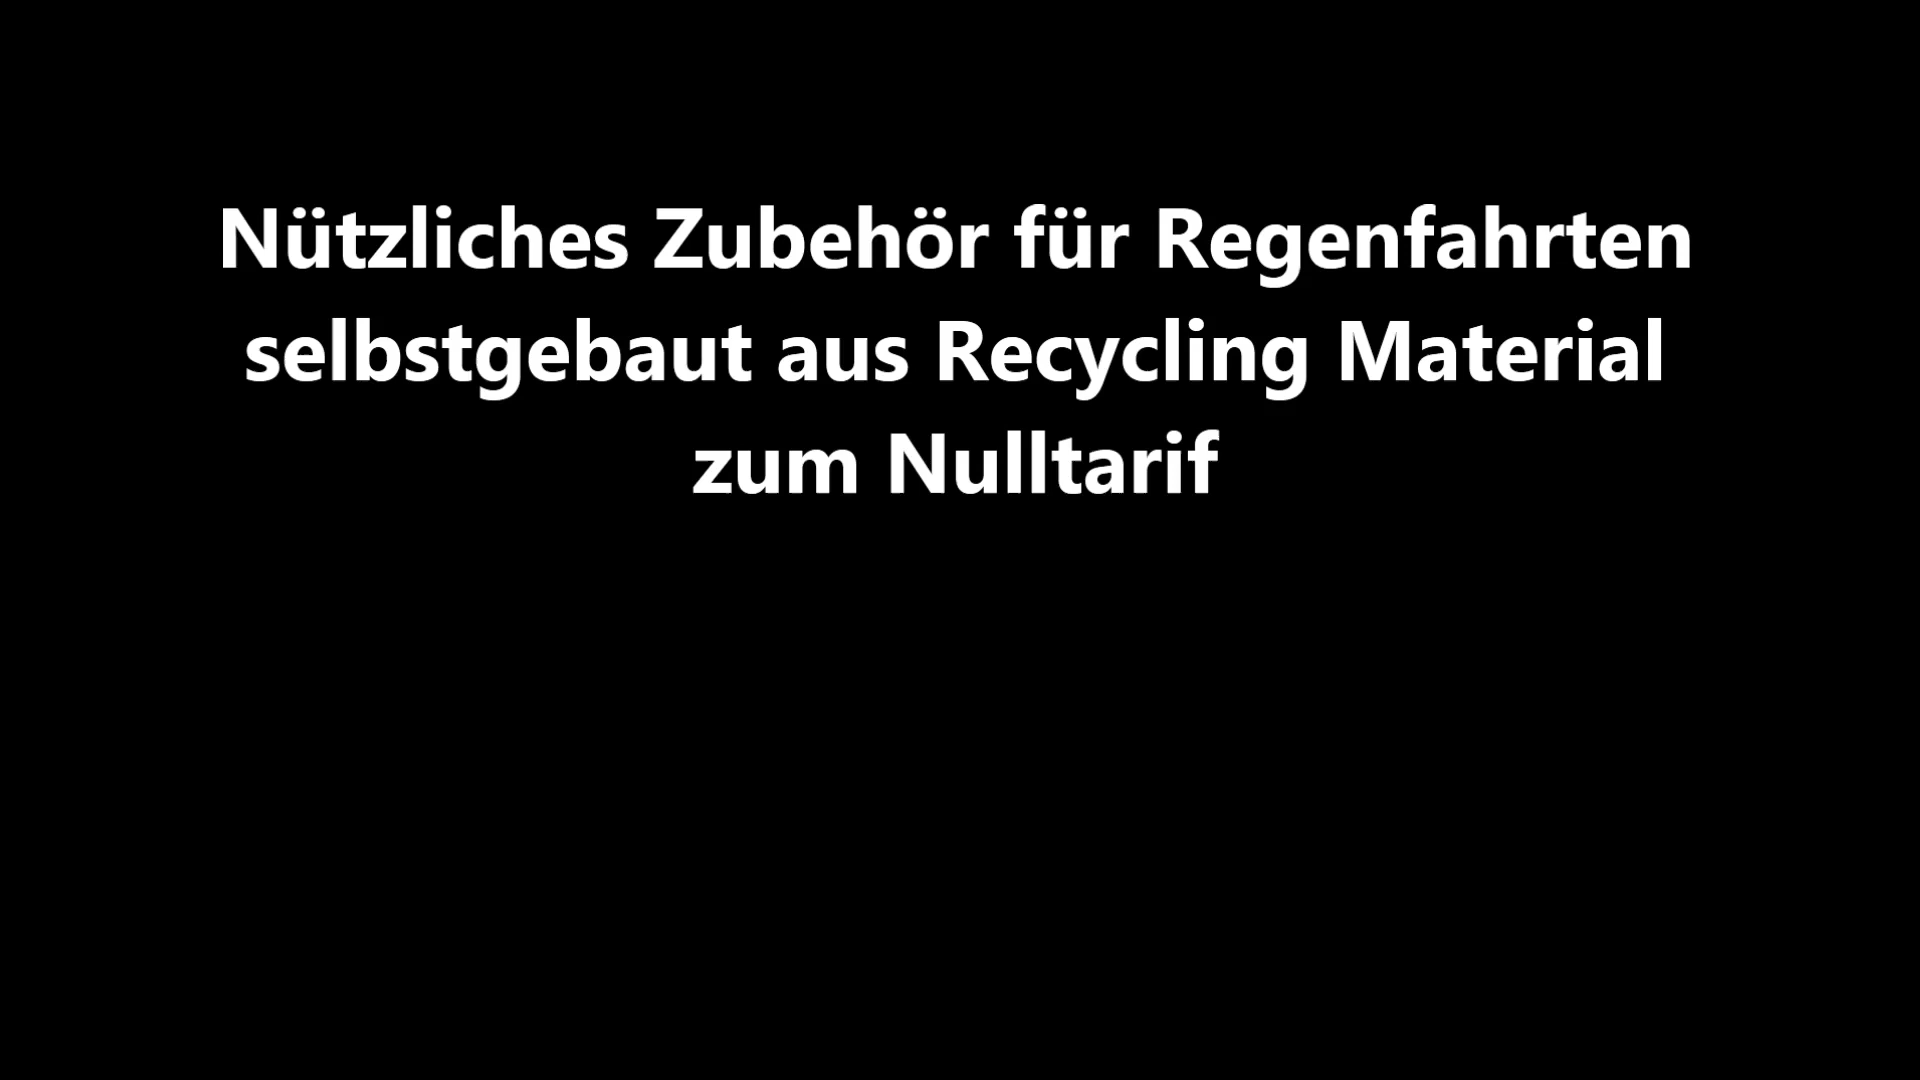 Nützliches Zubehör für Regenfahrten
selbstgebaut aus Recycling Material
zum Nulltarif